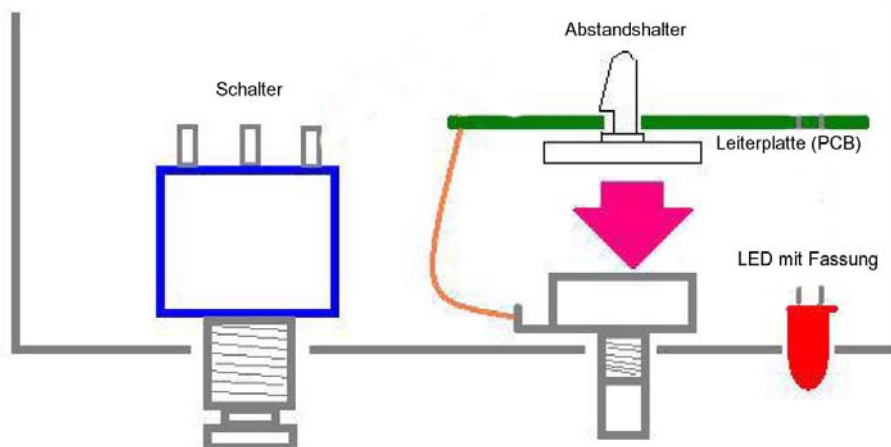 Abstandshalter
Schalter
Leiterplatte (PCB)
LED mit Fassung